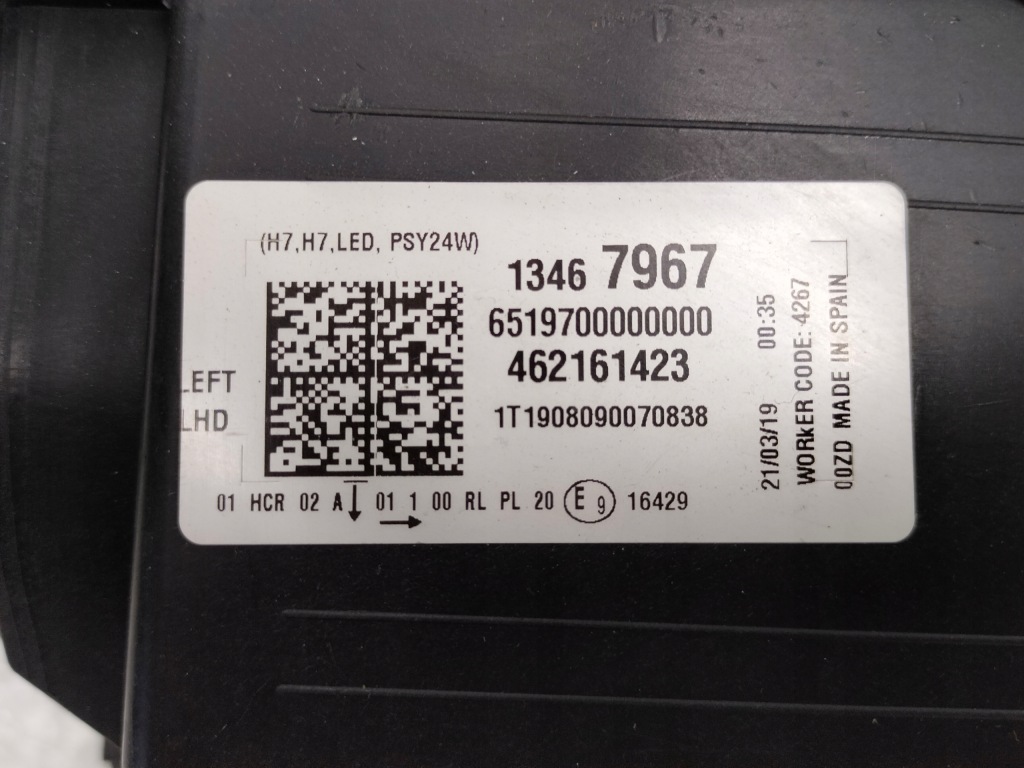 (H7,H7,LED, PSY24W)
1346 7967
6519700000000
462161423
1T1908090070838
LEFT
LHD
01 HCR 02 A 01 1 00 RL PL 20 E9 16429
21/03/19 00:35
WORKER CODE: 4267
00ZD MADE IN SPAIN